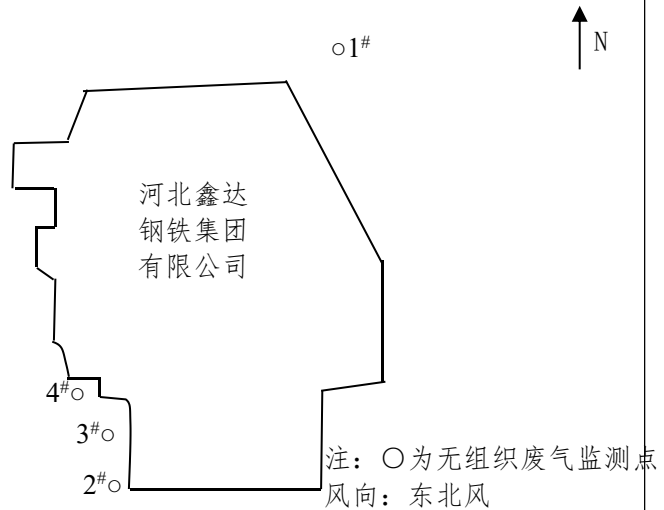 ○1#
N
河北鑫达
钢铁集团
有限公司
4#○
3#○
2#○
注：○为无组织废气监测点
风向：东北风